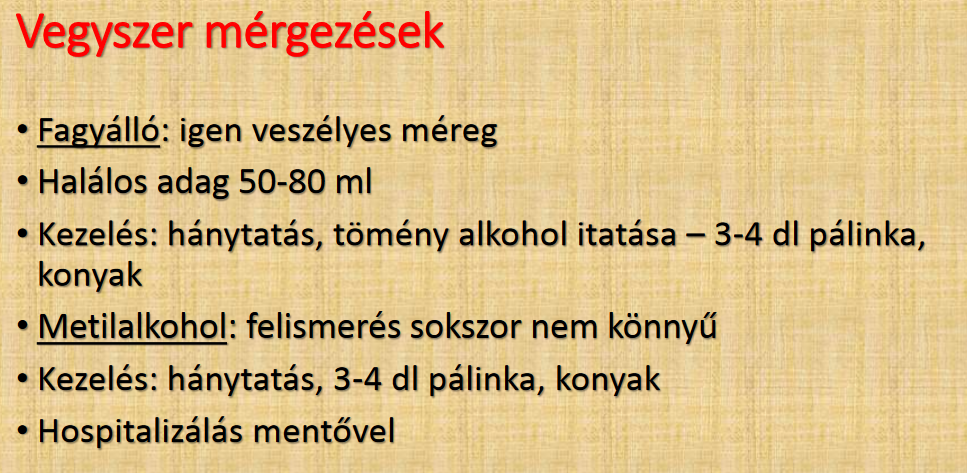 Vegyszer mérgezések
• Fagyálló: igen veszélyes méreg
• Halálos adag 50-80 ml
• Kezelés: hánytatás, tömény alkohol itatása – 3-4 dl pálinka,
konyak
• Metilalkohol: felismerés sokszor nem könnyű
• Kezelés: hánytatás, 3-4 dl pálinka, konyak
• Hospitalizálás mentővel